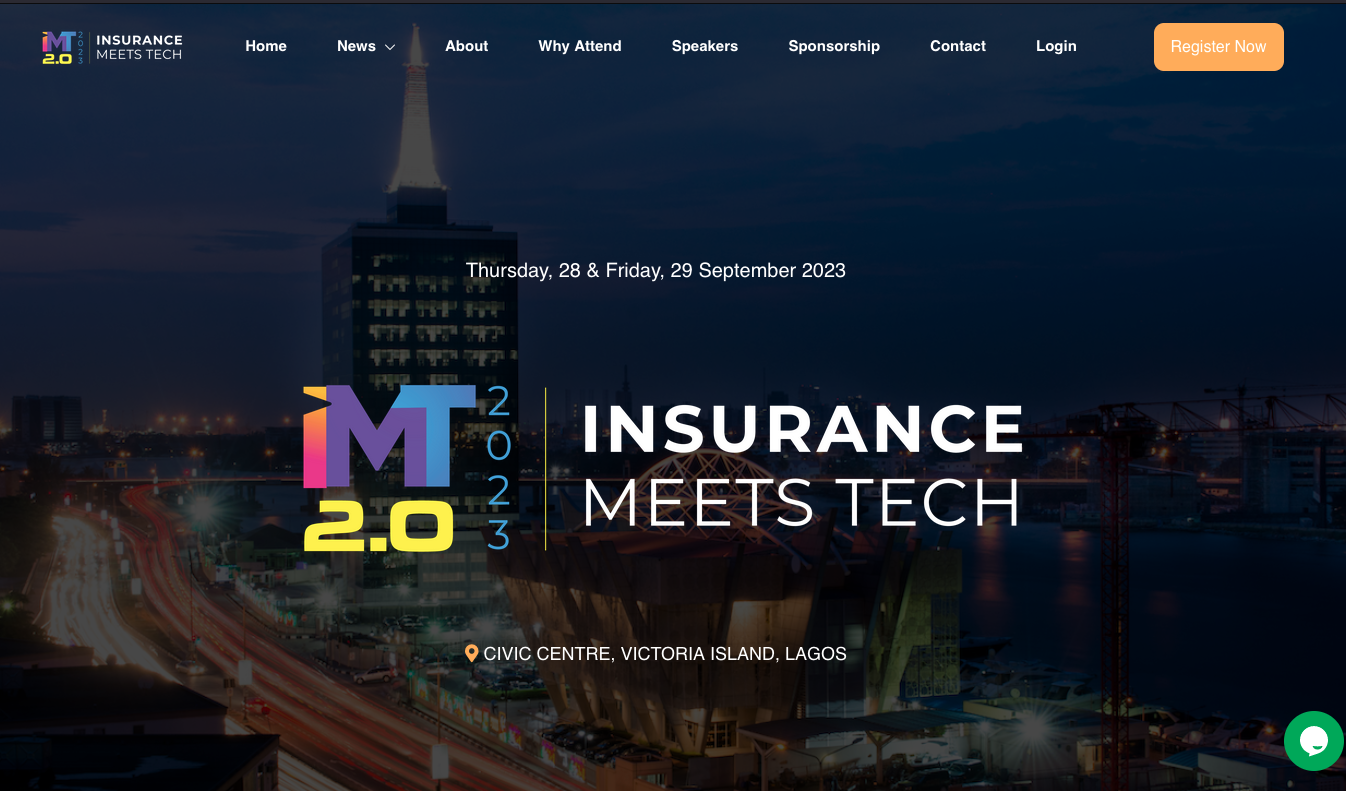 iMT
2023
2.0
INSURANCE
MEETS TECH
Home
News
About
Why Attend
Speakers
Sponsorship
Contact
Login
Register Now
Thursday, 28 & Friday, 29 September 2023
iMT
2023
2.0
INSURANCE
MEETS TECH
CIVIC CENTRE, VICTORIA ISLAND, LAGOS